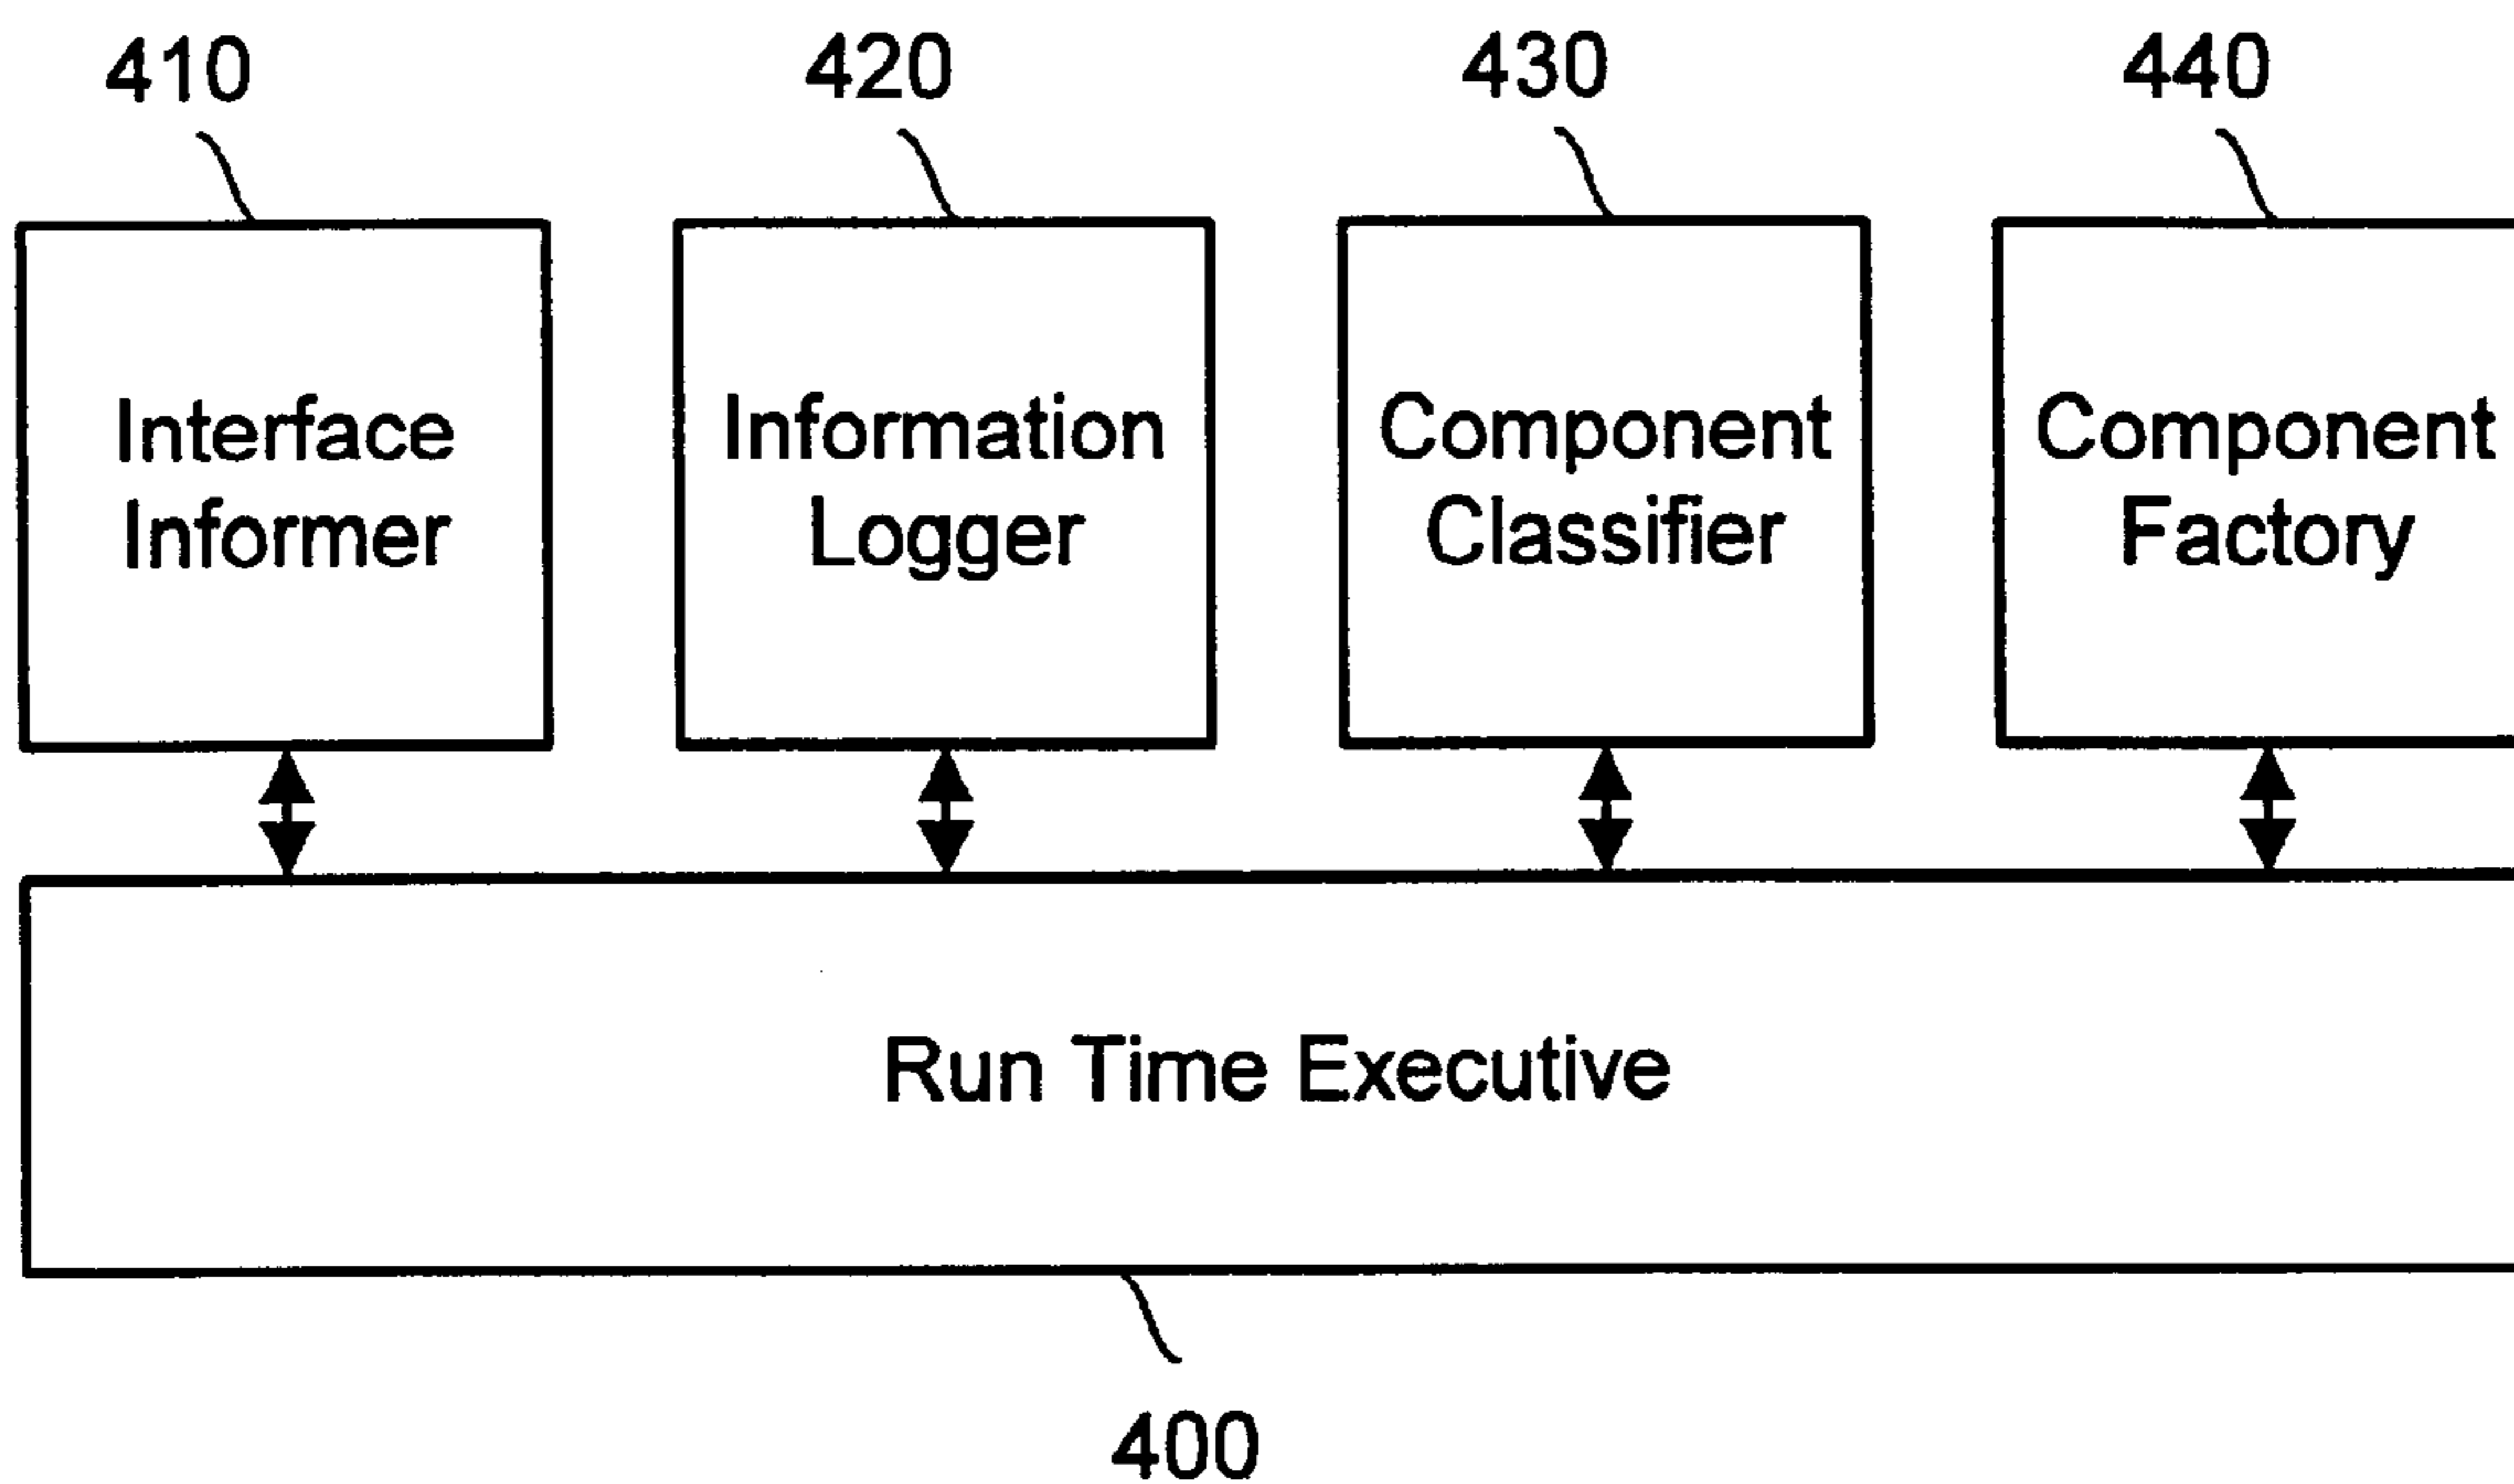 410
420
430
440
Interface
Informer
Information
Logger
Component
Classifier
Component
Factory
Run Time Executive
400